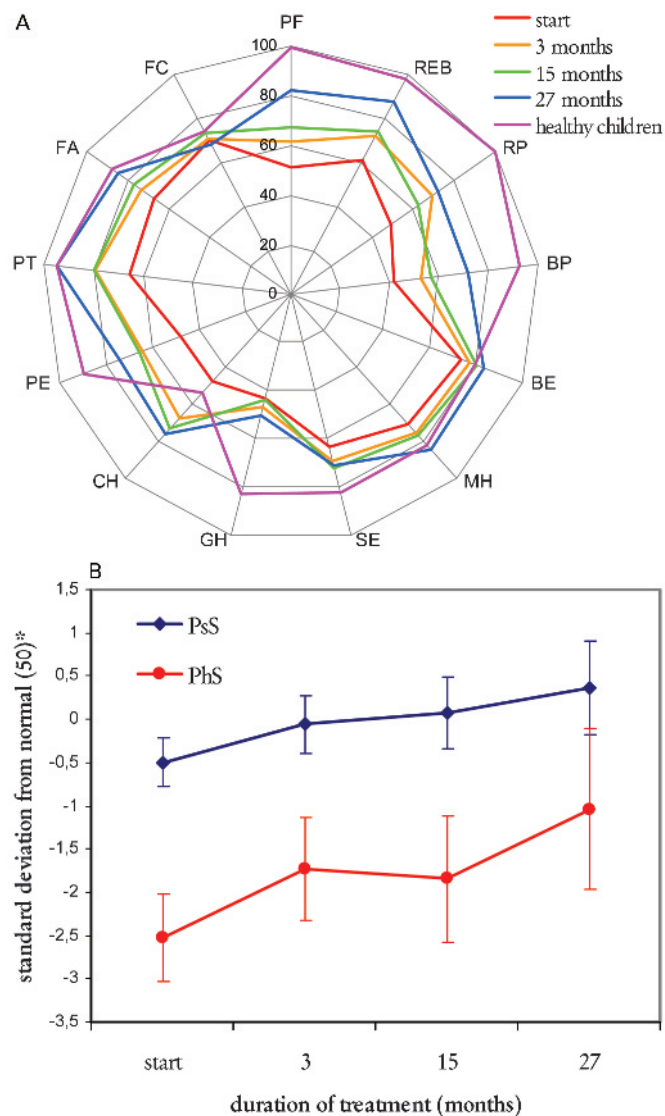 A
PF
REB
RP
BP
BE
MH
SE
GH
CH
PE
PT
FA
FC
100
80
60
40
20
0
start
3 months
15 months
27 months
healthy children
B
1,5
1
0,5
0
-0,5
-1
-1,5
-2
-2,5
-3
-3,5
standard deviation from normal (50)*
PsS
PhS
start 3 15 27
duration of treatment (months)